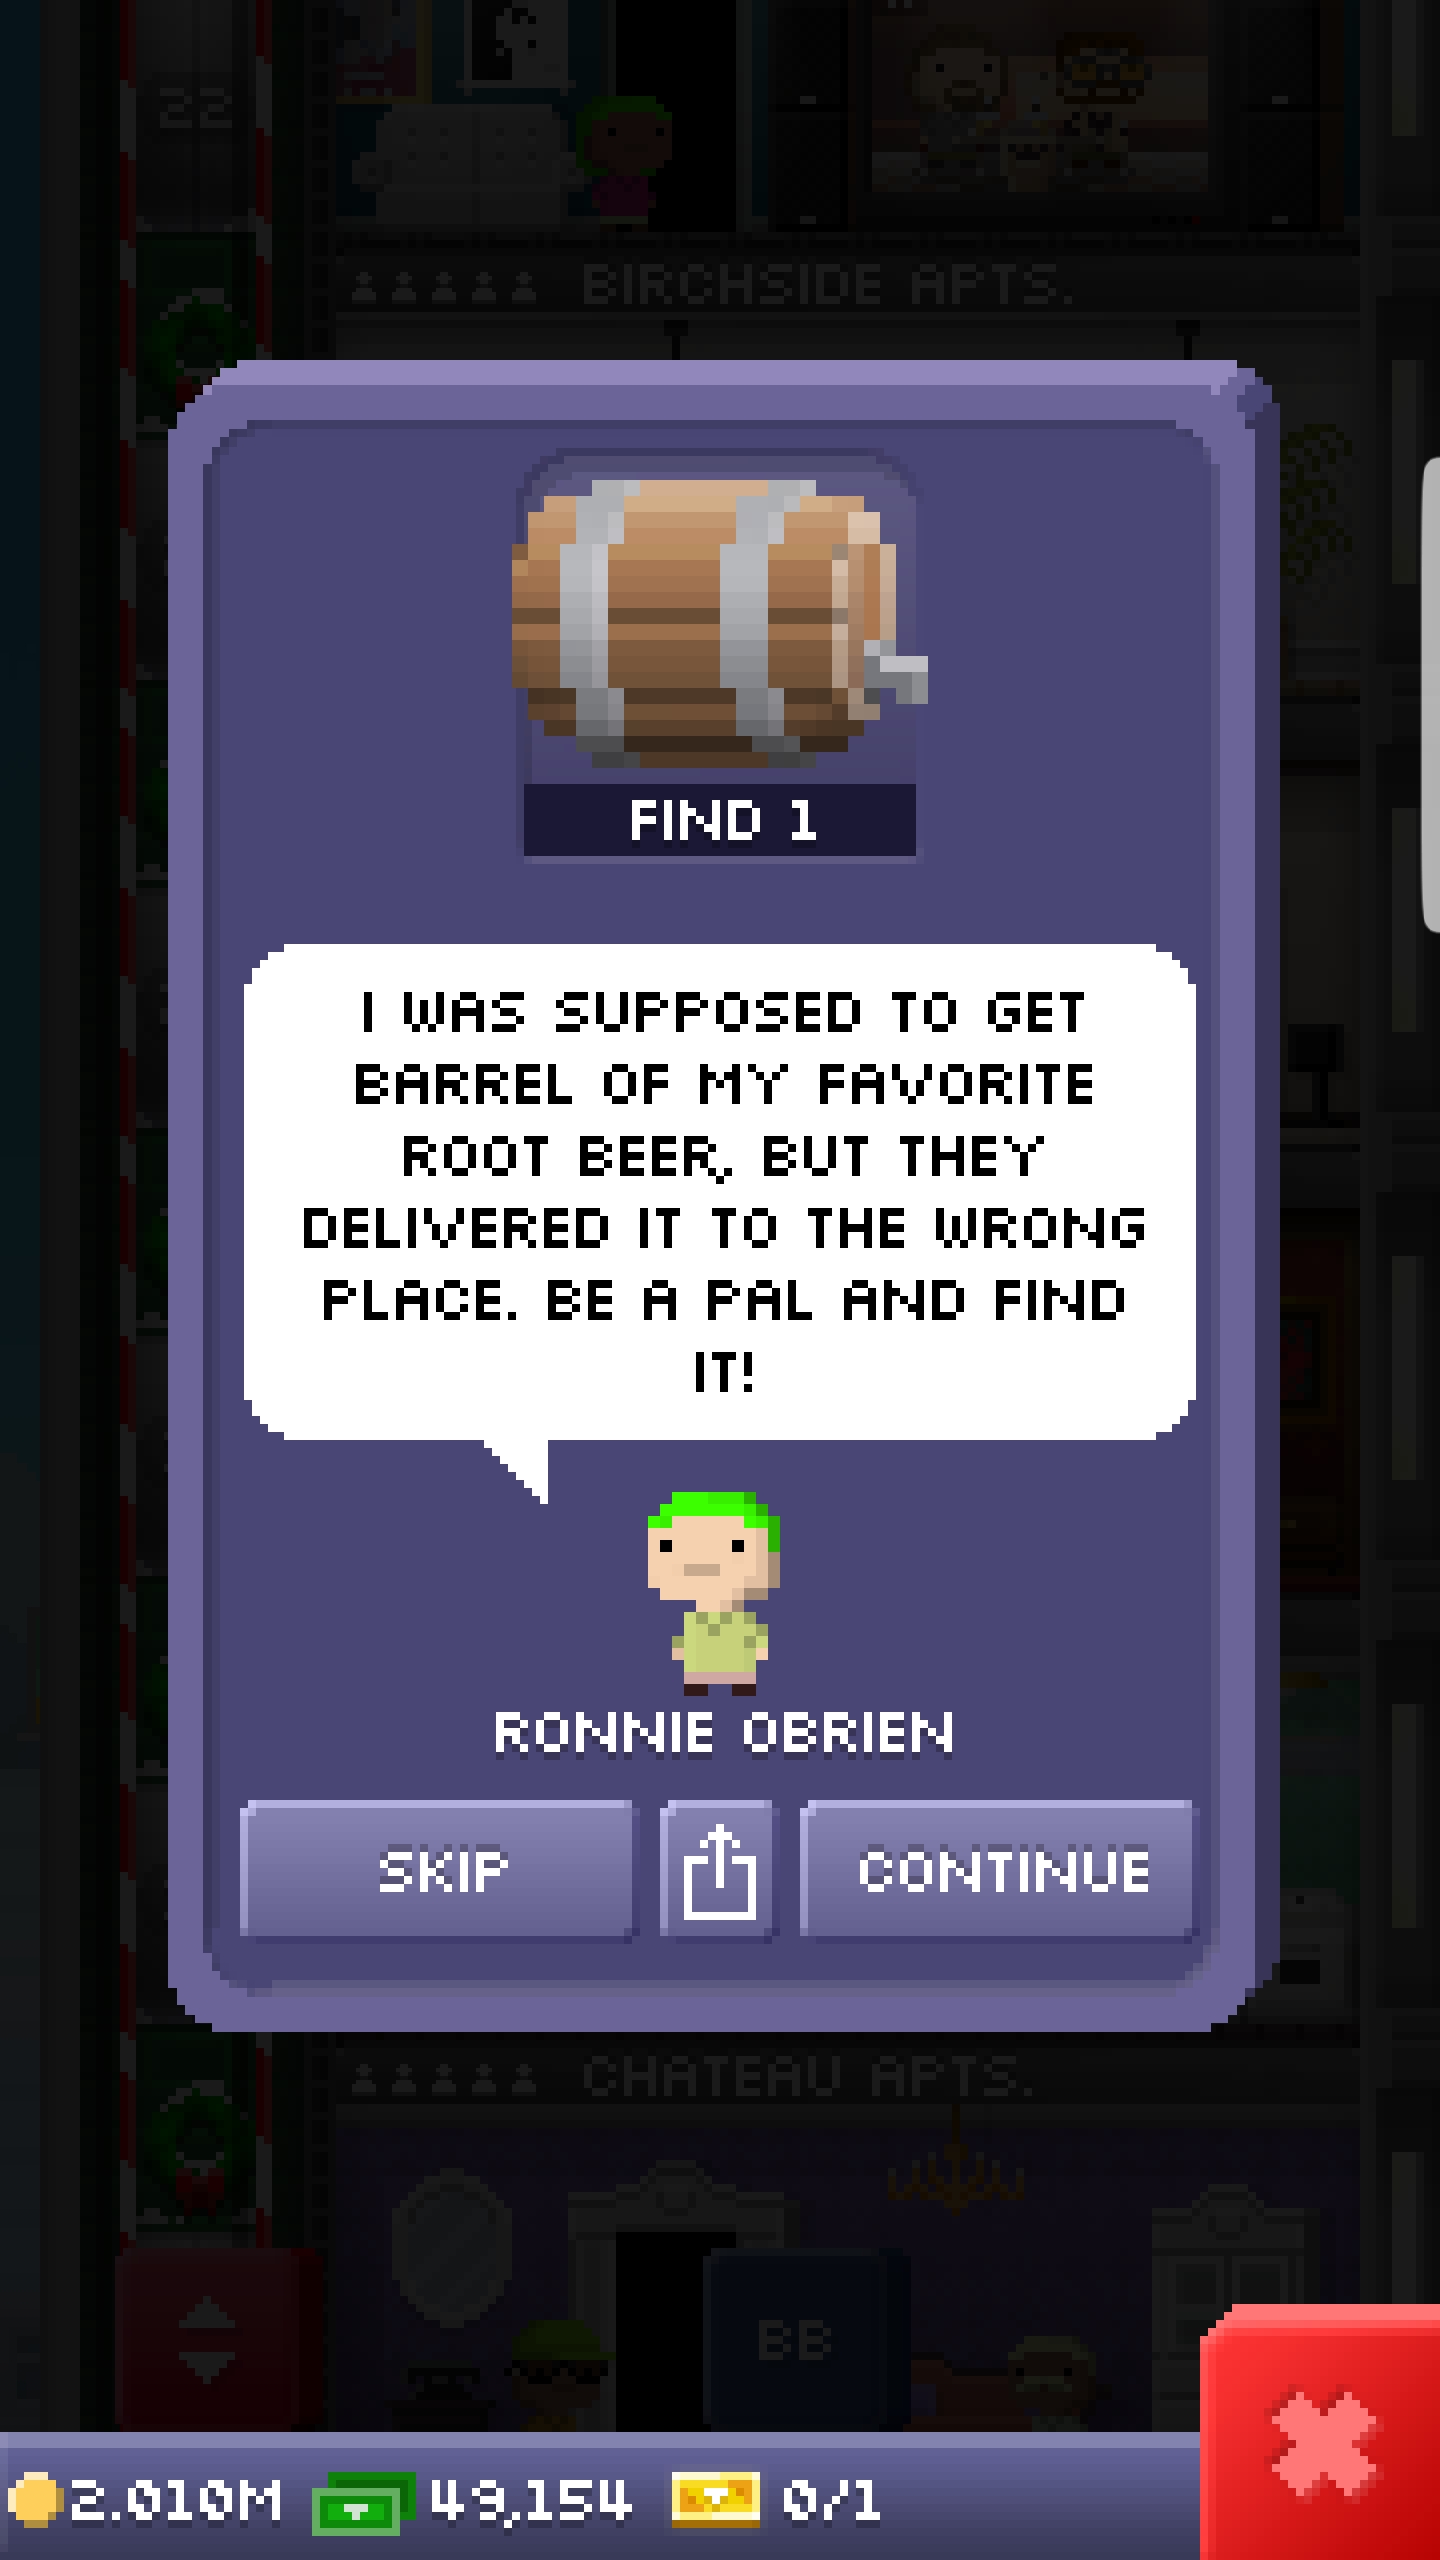 22
BIRCHSIDE APTS.
FIND 1
I WAS SUPPOSED TO GET
BARREL OF MY FAVORITE
ROOT BEER, BUT THEY
DELIVERED IT TO THE WRONG
PLACE. BE A PAL AND FIND
IT!
RONNIE OBRIEN
SKIP
CONTINUE
CHATEAU APTS.
BB
2.010M
49,154
0/1